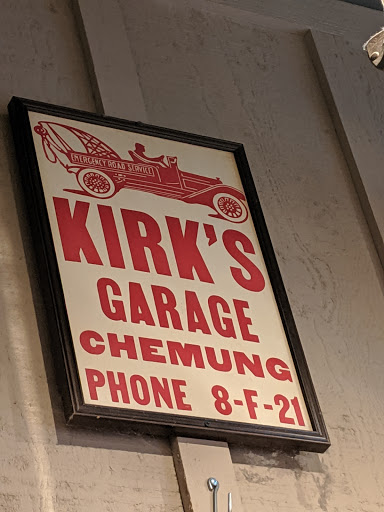 EMERGENCY ROAD SERVICE
KIRK'S
GARAGE
CHEMUNG
PHONE 8-F-21